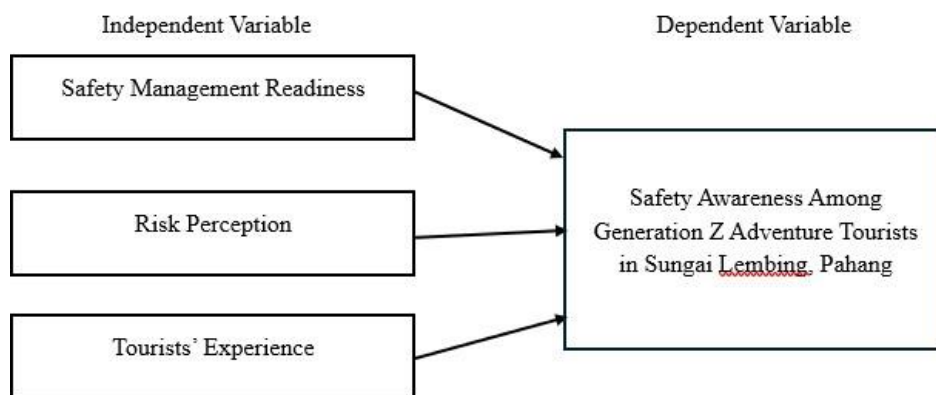 Independent Variable
Dependent Variable
Safety Management Readiness
Risk Perception
Tourists’ Experience
Safety Awareness Among
Generation Z Adventure Tourists
in Sungai Lembing, Pahang